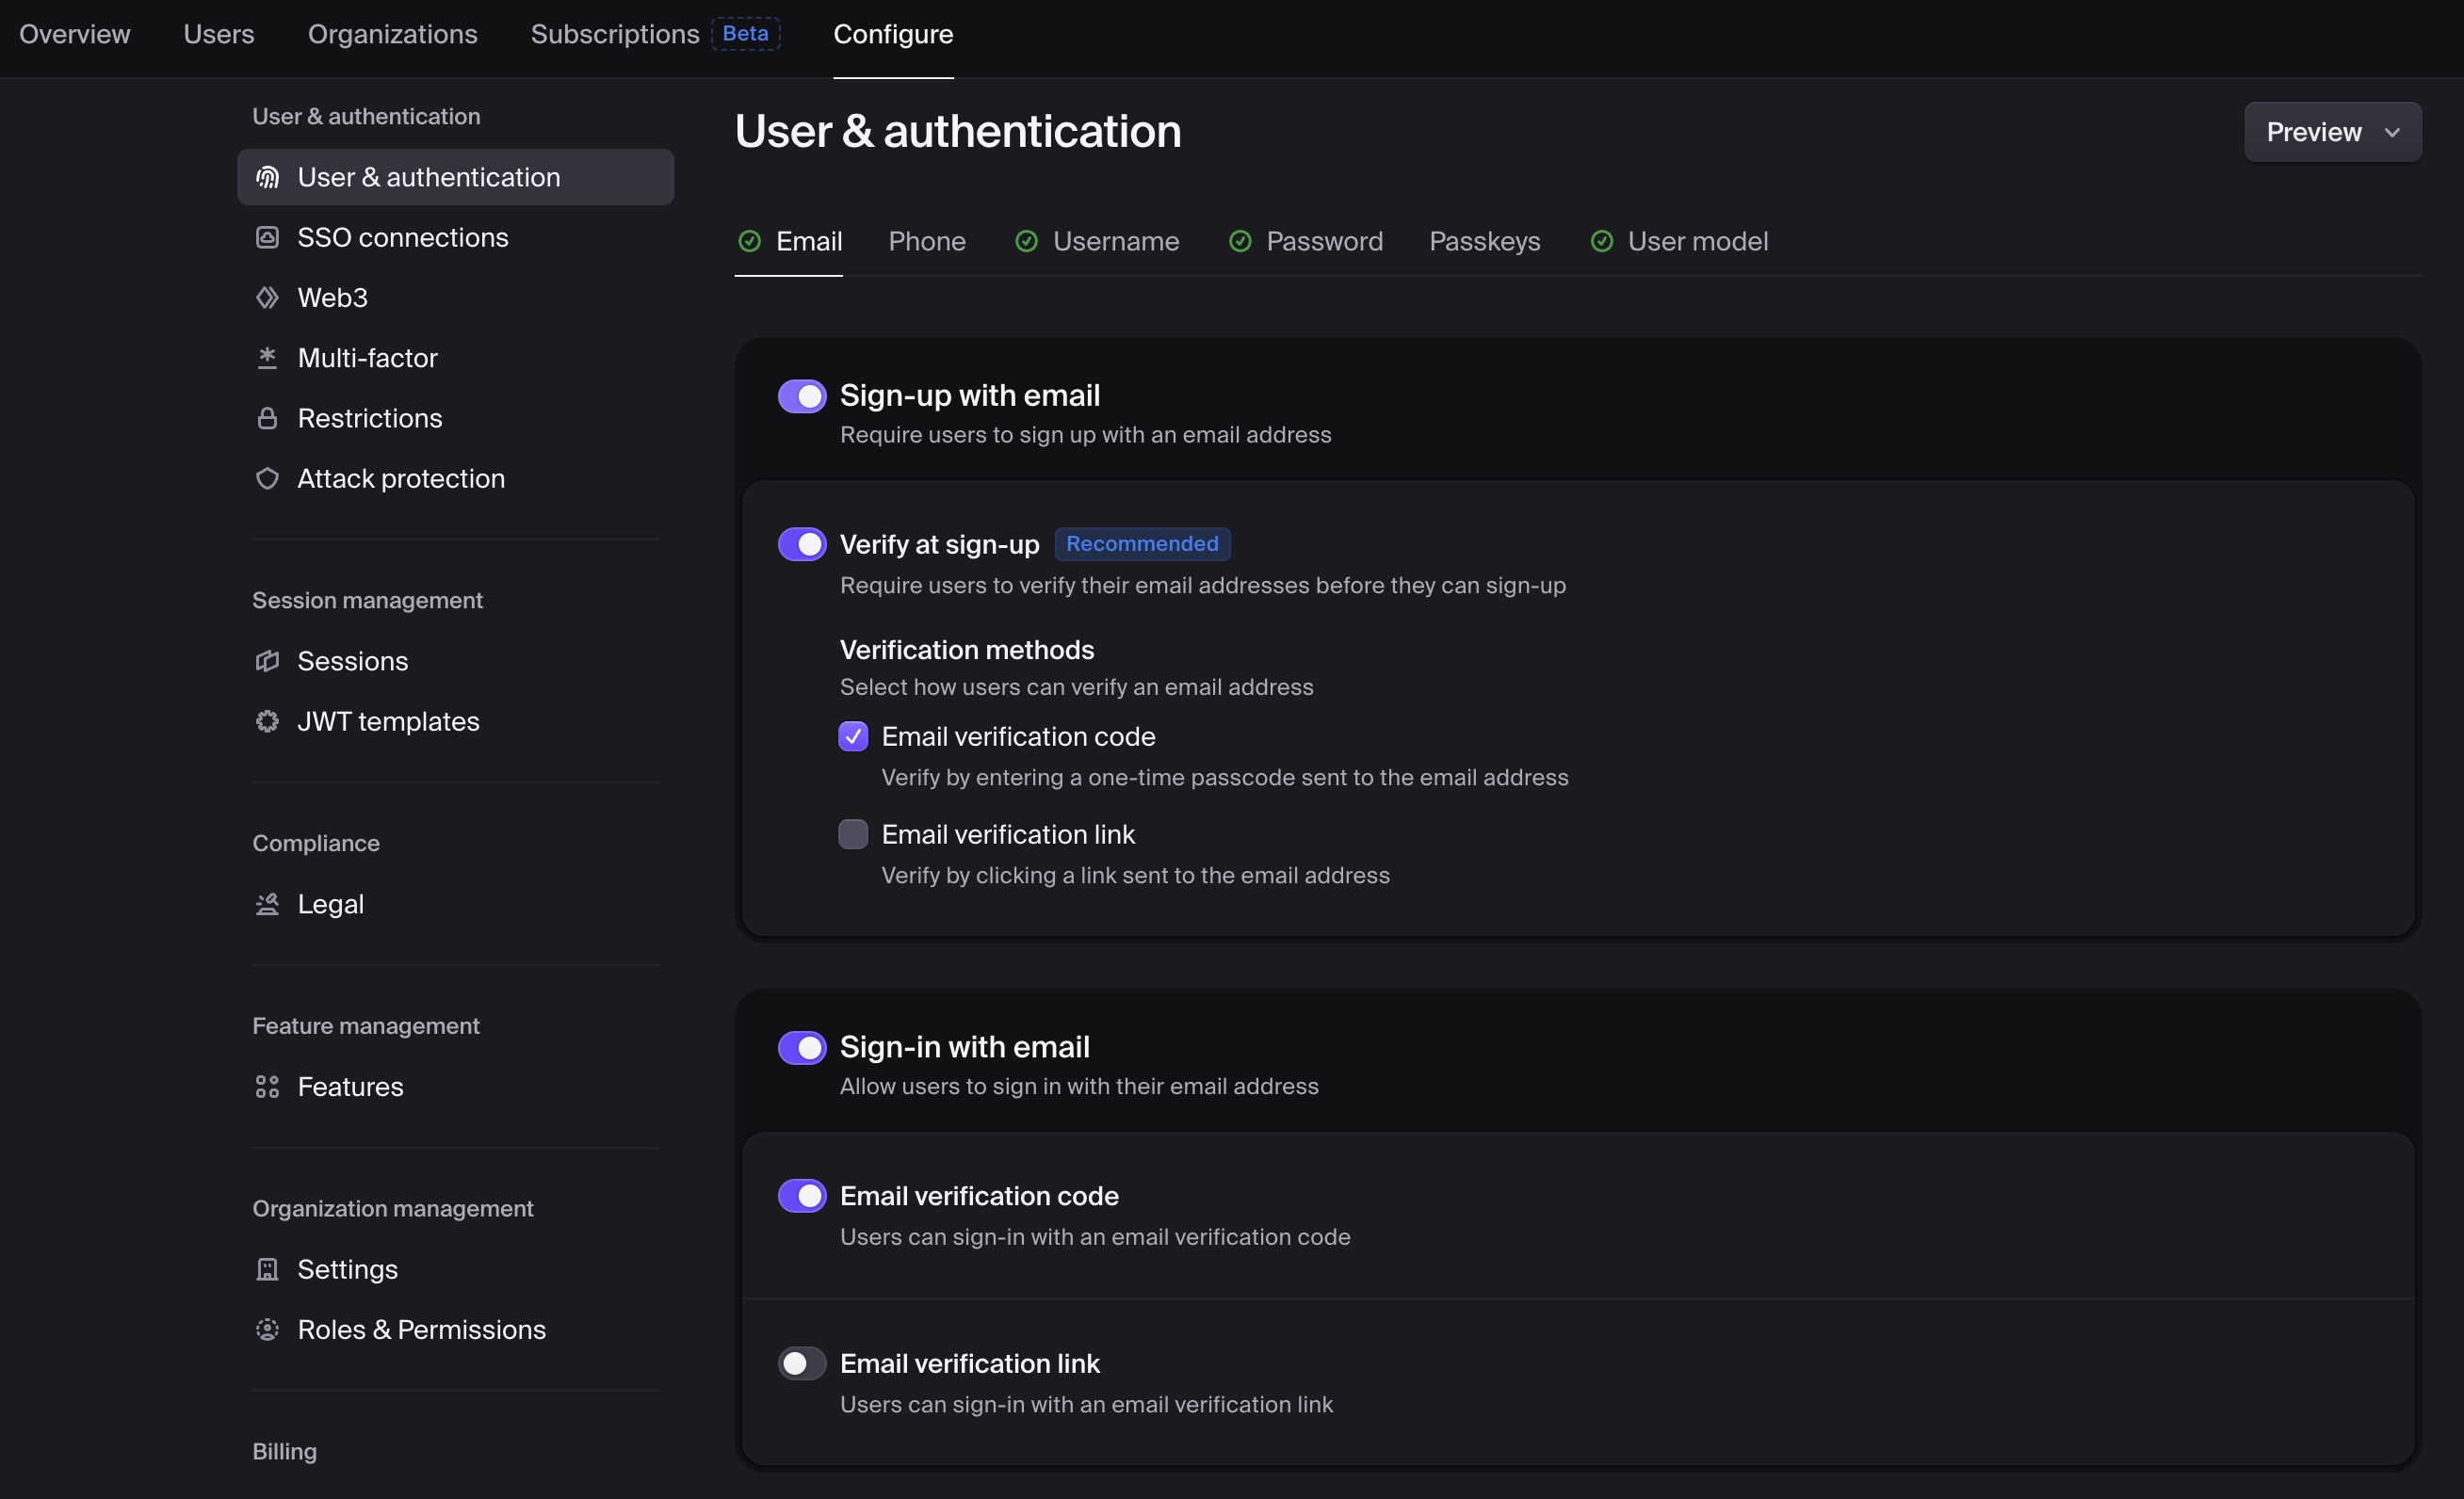 Overview Users Organizations Subscriptions Beta Configure
User & authentication
User & authentication
SSO connections
Web3
Multi-factor
Restrictions
Attack protection
Session management
Sessions
JWT templates
Compliance
Legal
Feature management
Features
Organization management
Settings
Roles & Permissions
Billing
User & authentication
Preview
Email Phone Username Password Passkeys User model
Sign-up with email
Require users to sign up with an email address
Verify at sign-up Recommended
Require users to verify their email addresses before they can sign-up
Verification methods
Select how users can verify an email address
Email verification code
Verify by entering a one-time passcode sent to the email address
Email verification link
Verify by clicking a link sent to the email address
Sign-in with email
Allow users to sign in with their email address
Email verification code
Users can sign-in with an email verification code
Email verification link
Users can sign-in with an email verification link